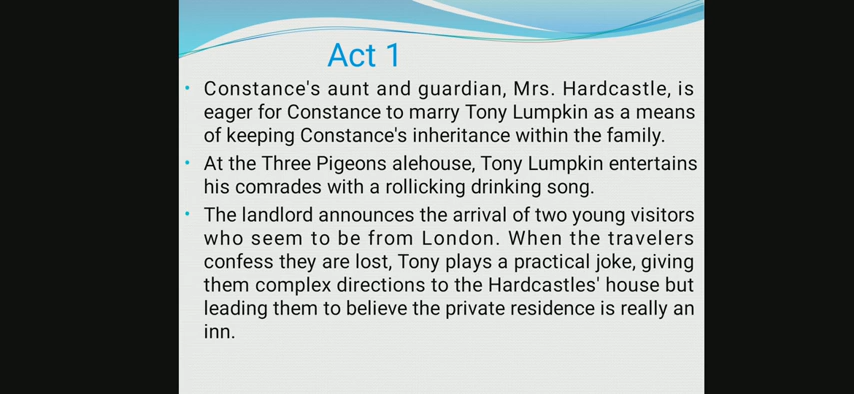 Act 1
• Constance's aunt and guardian, Mrs. Hardcastle, is
eager for Constance to marry Tony Lumpkin as a means
of keeping Constance's inheritance within the family.
• At the Three Pigeons alehouse, Tony Lumpkin entertains
his comrades with a rollicking drinking song.
• The landlord announces the arrival of two young visitors
who seem to be from London. When the travelers
confess they are lost, Tony plays a practical joke, giving
them complex directions to the Hardcastles' house but
leading them to believe the private residence is really an
inn.